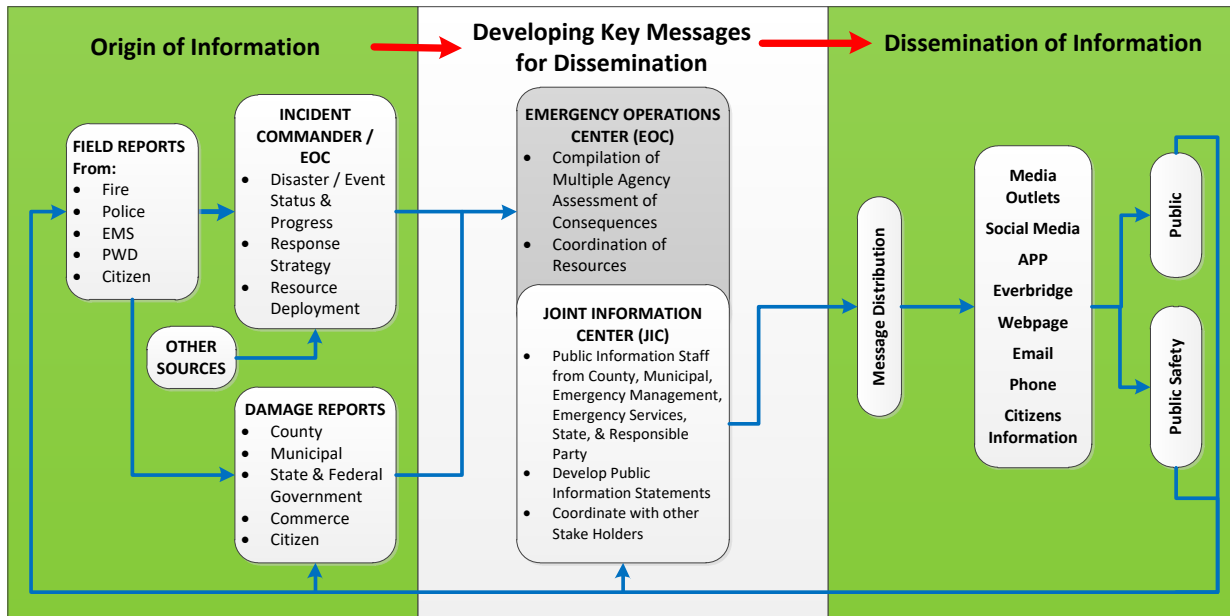 Origin of Information
Developing Key Messages
for Dissemination
Dissemination of Information
FIELD REPORTS
From:
• Fire
• Police
• EMS
• PWD
• Citizen
INCIDENT
COMMANDER /
EOC
• Disaster / Event
Status &
Progress
• Response
Strategy
• Resource
Deployment
OTHER
SOURCES
DAMAGE REPORTS
• County
• Municipal
• State & Federal
Government
• Commerce
• Citizen
EMERGENCY OPERATIONS
CENTER (EOC)
• Compilation of
Multiple Agency
Assessment of
Consequences
• Coordination of
Resources
JOINT INFORMATION
CENTER (JIC)
• Public Information Staff
from County, Municipal,
Emergency Management,
Emergency Services,
State, & Responsible
Party
• Develop Public
Information Statements
• Coordinate with other
Stake Holders
Message Distribution
Media
Outlets
Social Media
APP
Everbridge
Webpage
Email
Phone
Citizens
Information
Public
Public Safety